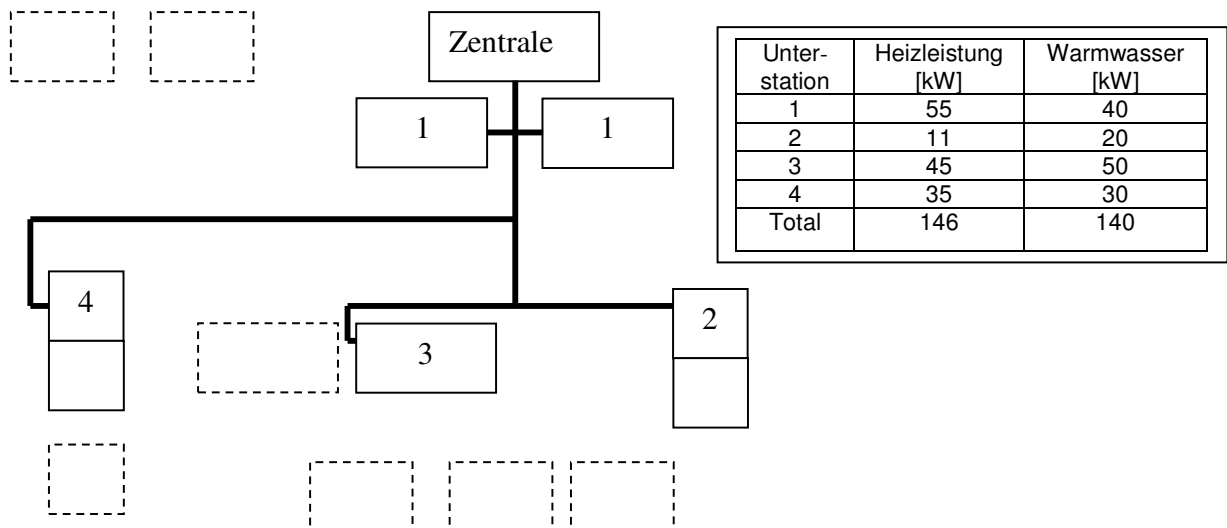 Zentrale
1 1
4
3
2
Unter-
station Heizleistung
[kW] Warmwasser
[kW]
1 55 40
2 11 20
3 45 50
4 35 30
Total 146 140